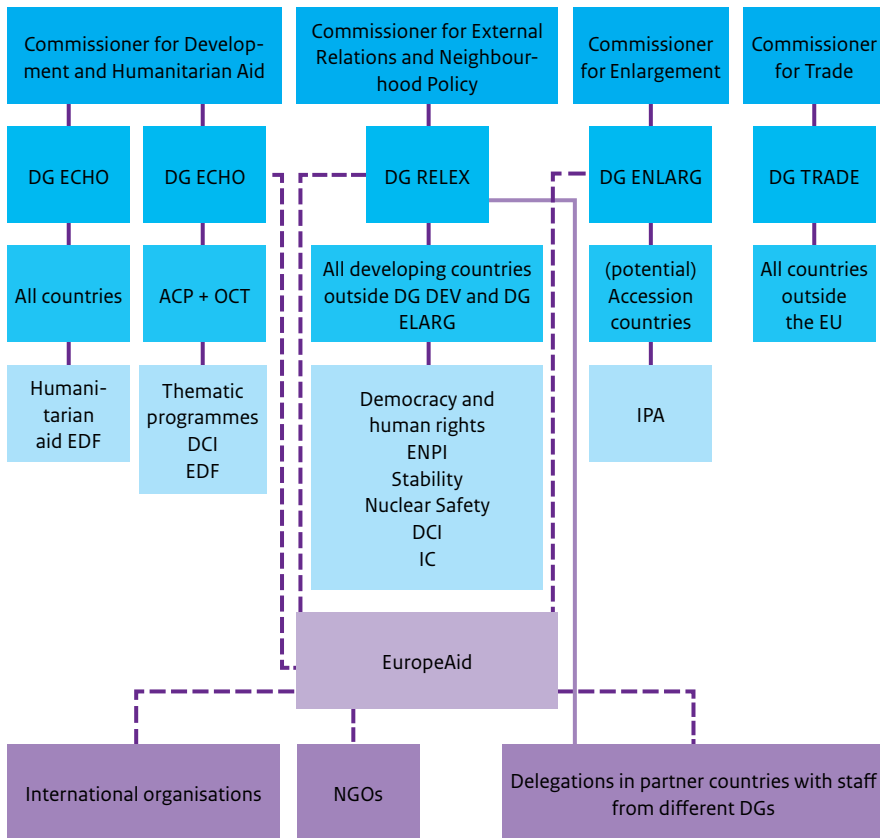 Commissioner for Develop-
ment and Humanitarian Aid
Commissioner for External
Relations and Neighbour-
hood Policy
Commissioner
for Enlargement
Commissioner
for Trade
DG ECHO
DG ECHO
DG RELEX
DG ENLARG
DG TRADE
All countries
ACP + OCT
All developing countries
outside DG DEV and DG
ELARG
(potential)
Accession
countries
All countries
outside
the EU
Humani-
tarian
aid EDF
Thematic
programmes
DCI
EDF
Democracy and
human rights
ENPI
Stability
Nuclear Safety
DCI
IC
IPA
EuropeAid
International organisations
NGOs
Delegations in partner countries with staff
from different DGs